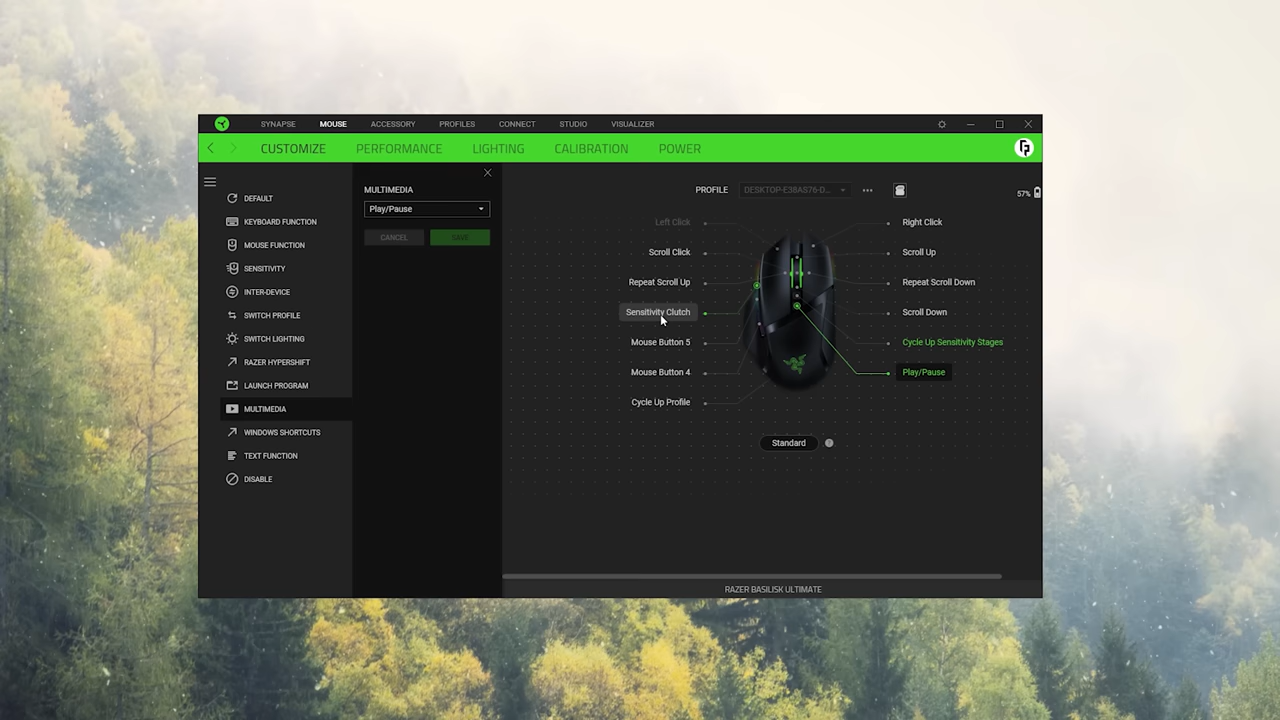 SYNAPSE MOUSE ACCESSORY PROFILES CONNECT STUDIO VISUALIZER
CUSTOMIZE PERFORMANCE LIGHTING CALIBRATION POWER
DEFAULT
KEYBOARD FUNCTION
MOUSE FUNCTION
SENSITIVITY
INTER-DEVICE
SWITCH PROFILE
SWITCH LIGHTING
RAZER HYPERSHIFT
LAUNCH PROGRAM
MULTIMEDIA
WINDOWS SHORTCUTS
TEXT FUNCTION
DISABLE
MULTIMEDIA
Play/Pause
CANCEL SAVE
PROFILE DESKTOP-E38AS76-D...
57%
Left Click
Scroll Click
Repeat Scroll Up
Sensitivity Clutch
Mouse Button 5
Mouse Button 4
Cycle Up Profile
Right Click
Scroll Up
Repeat Scroll Down
Scroll Down
Cycle Up Sensitivity Stages
Play/Pause
Standard
RAZER BASILISK ULTIMATE